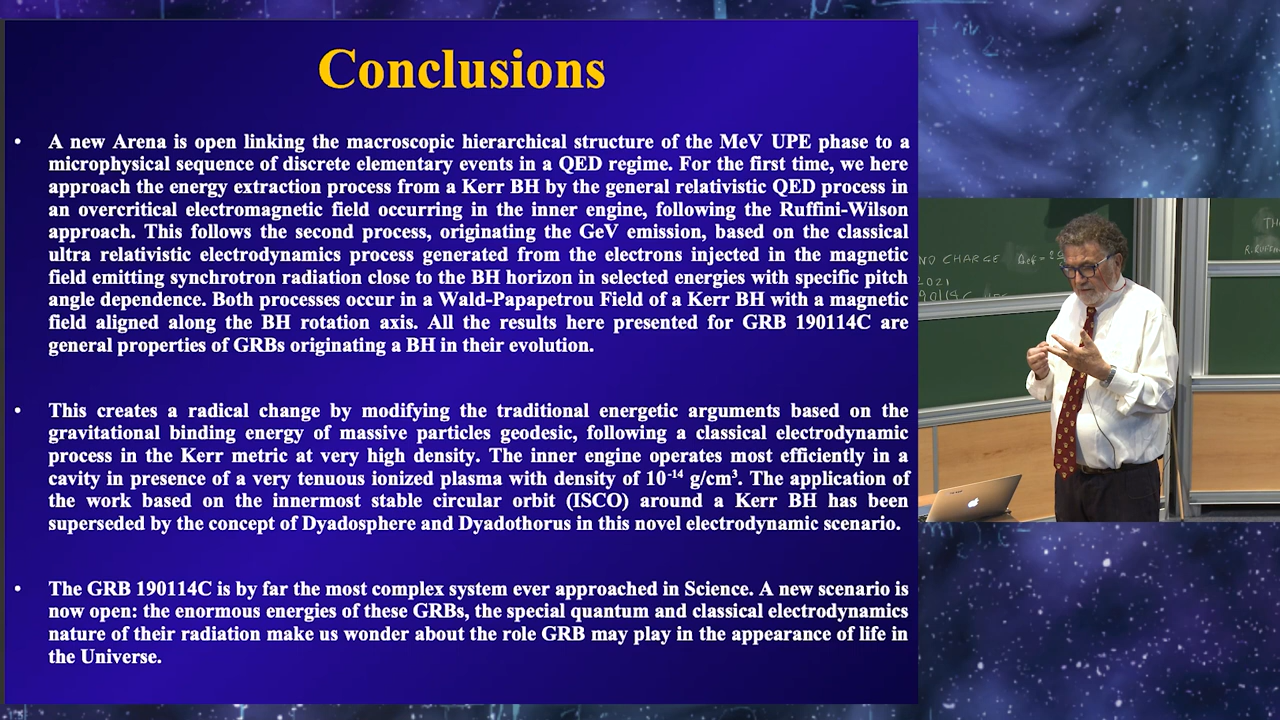 Conclusions
• A new Arena is open linking the macroscopic hierarchical structure of the MeV UPE phase to a
microphysical sequence of discrete elementary events in a QED regime. For the first time, we here
approach the energy extraction process from a Kerr BH by the general relativistic QED process in
an overcritical electromagnetic field occurring in the inner engine, following the Ruffini-Wilson
approach. This follows the second process, originating the GeV emission, based on the classical
ultra relativistic electrodynamics process generated from the electrons injected in the magnetic
field emitting synchrotron radiation close to the BH horizon in selected energies with specific pitch
angle dependence. Both processes occur in a Wald-Papapetrou Field of a Kerr BH with a magnetic
field aligned along the BH rotation axis. All the results here presented for GRB 190114C are
general properties of GRBs originating a BH in their evolution.
• This creates a radical change by modifying the traditional energetic arguments based on the
gravitational binding energy of massive particles geodesic, following a classical electrodynamic
process in the Kerr metric at very high density. The inner engine operates most efficiently in a
cavity in presence of a very tenuous ionized plasma with density of 10⁻¹⁴ g/cm³. The application of
the work based on the innermost stable circular orbit (ISCO) around a Kerr BH has been
superseded by the concept of Dyadosphere and Dyadothorus in this novel electrodynamic scenario.
• The GRB 190114C is by far the most complex system ever approached in Science. A new scenario is
now open: the enormous energies of these GRBs, the special quantum and classical electrodynamics
nature of their radiation make us wonder about the role GRB may play in the appearance of life in
the Universe.
NO CHARGE
2021
90114C
TH
R.RUFF